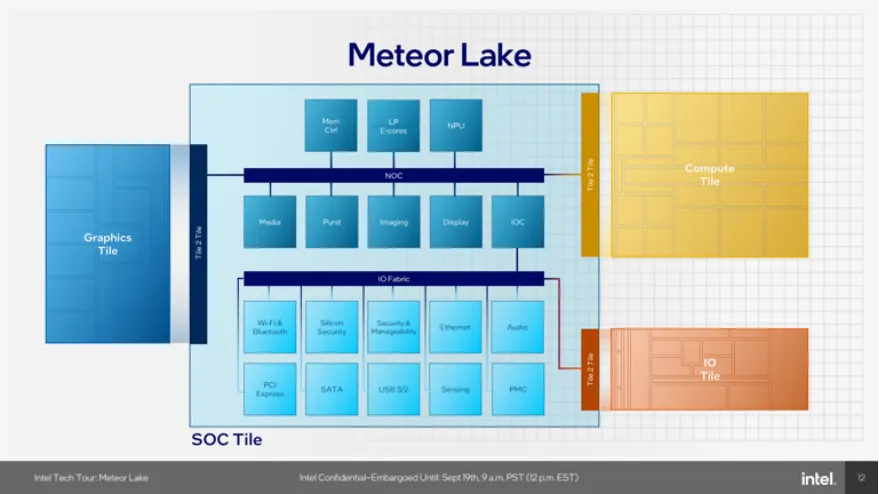 Meteor Lake
Mem
Ctrl
LP
E-cores
NPU
NOC
Media
Punit
Imaging
Display
IOC
Graphics
Tile
Tile 2 Tile
Tile 2 Tile
Compute
Tile
IO Fabric
Wi-Fi &
Bluetooth
Silicon
Security
Security &
Manageability
Ethernet
Audio
PCI
Express
SATA
USB 3/2
Sensing
PMC
Tile 2 Tile
IO
Tile
SOC Tile
Intel Tech Tour: Meteor Lake
Intel Confidential–Embargoed Until: Sept 19th, 9 a.m. PST (12 p.m. EST)
intel.
12